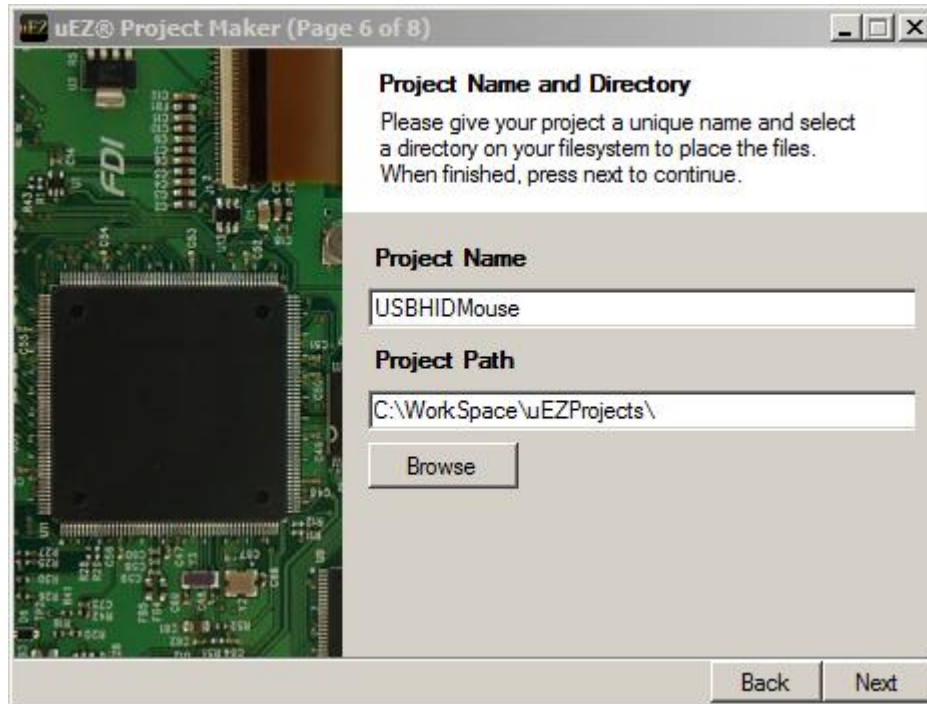 uEZ uEZ® Project Maker (Page 6 of 8)
FDI
Project Name and Directory
Please give your project a unique name and select
a directory on your filesystem to place the files.
When finished, press next to continue.
Project Name
USBHIDMouse
Project Path
C:\WorkSpace\uEZProjects\
Browse
Back
Next